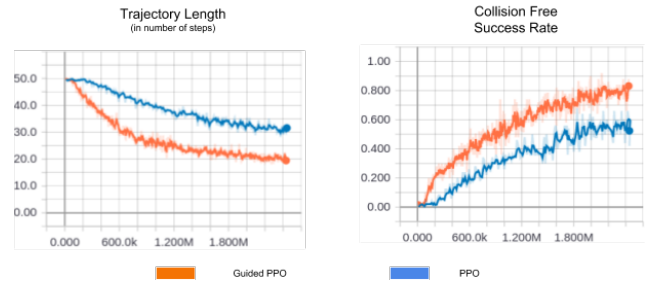 Trajectory Length
(in number of steps)
50.0
40.0
30.0
20.0
10.0
0.00
0.000 600.0k 1.200M 1.800M
Collision Free
Success Rate
1.00
0.800
0.600
0.400
0.200
0.00
0.000 600.0k 1.200M 1.800M
Guided PPO
PPO